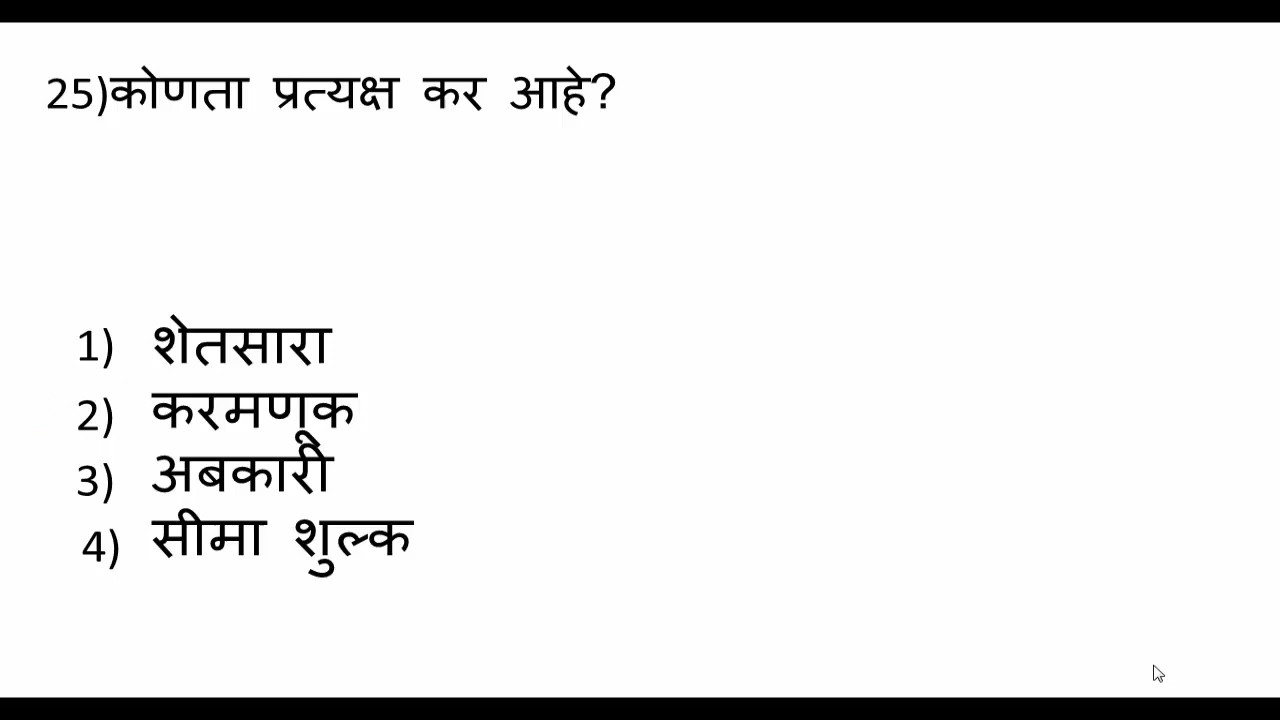 25)कोणता प्रत्यक्ष कर आहे?
1) शेतसारा
2) करमणूक
3) अबकारी
4) सीमा शुल्क